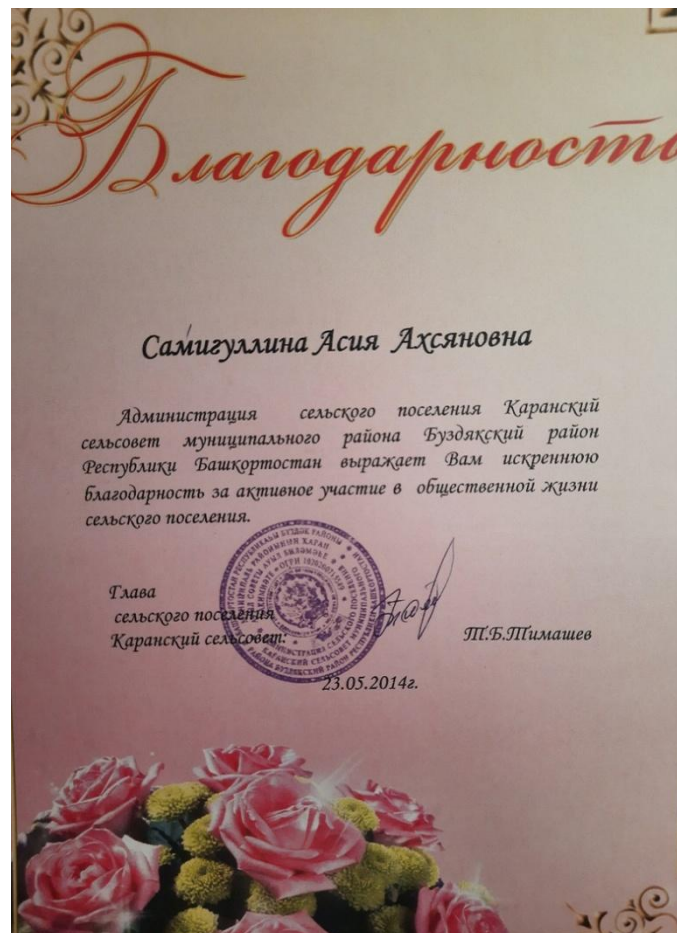 Благодарность
Самигуллина Асия Ахсяновна
Администрация сельского поселения Каранский
сельсовет муниципального района Буздякский район
Республики Башкортостан выражает Вам искреннюю
благодарность за активное участие в общественной жизни
сельского поселения.
Глава
сельского поселения
Каранский сельсовет:
Т.Б.Тимашев
23.05.2014г.